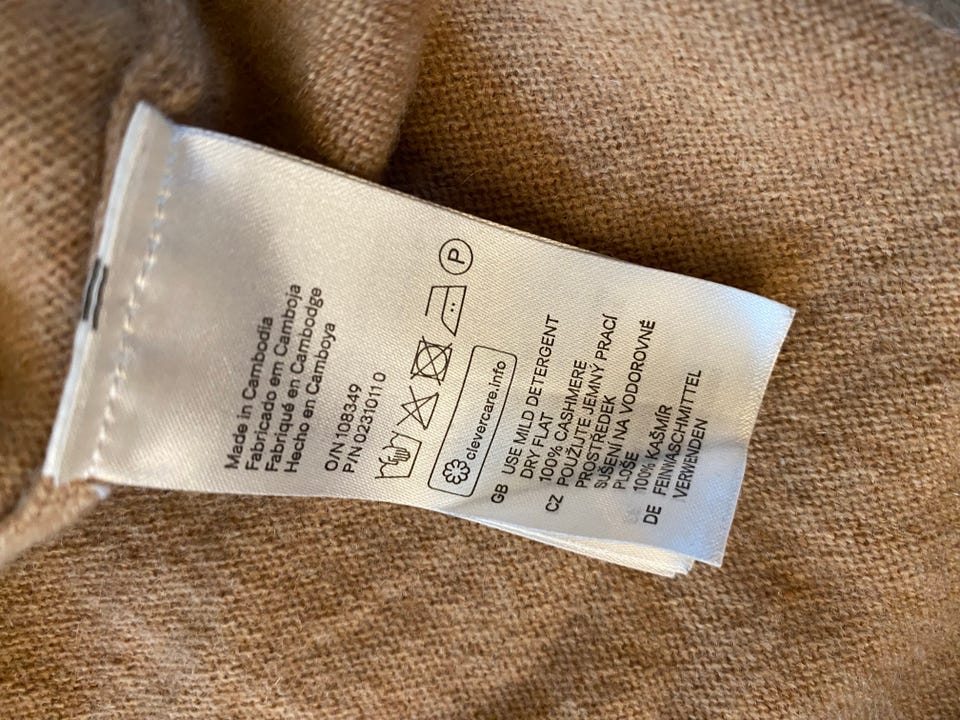 Made in Cambodia
Fabricado em Camboja
Fabriqué en Cambodge
Hecho en Camboya
O/N 108349
P/N 02310110
P
clevercare.info
GB USE MILD DETERGENT
DRY FLAT
100% CASHMERE
CZ POUŽIJTE JEMNÝ PRACÍ
PROSTŘEDEK
SUŠENÍ NA VODOROVNÉ
PLOŠE
100% KAŠMÍR
DE FEINWASCHMITTEL
VERWENDEN